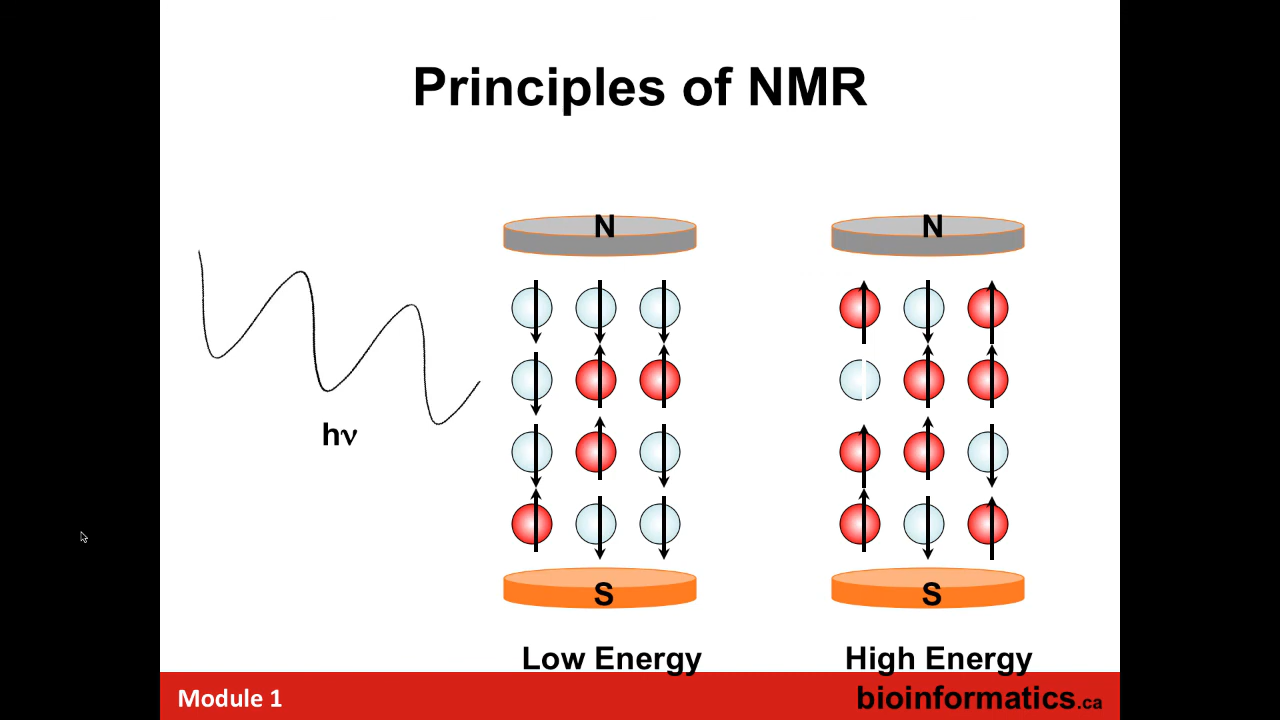 Principles of NMR
N
N
hν
S
S
Low Energy
High Energy
Module 1
bioinformatics.ca